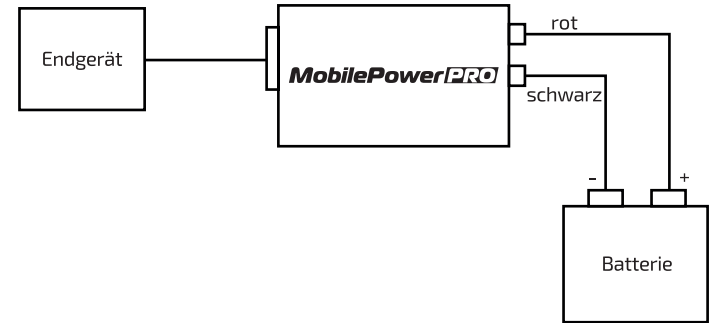 rot
Endgerät
MobilePowerPRO
schwarz
- +
Batterie